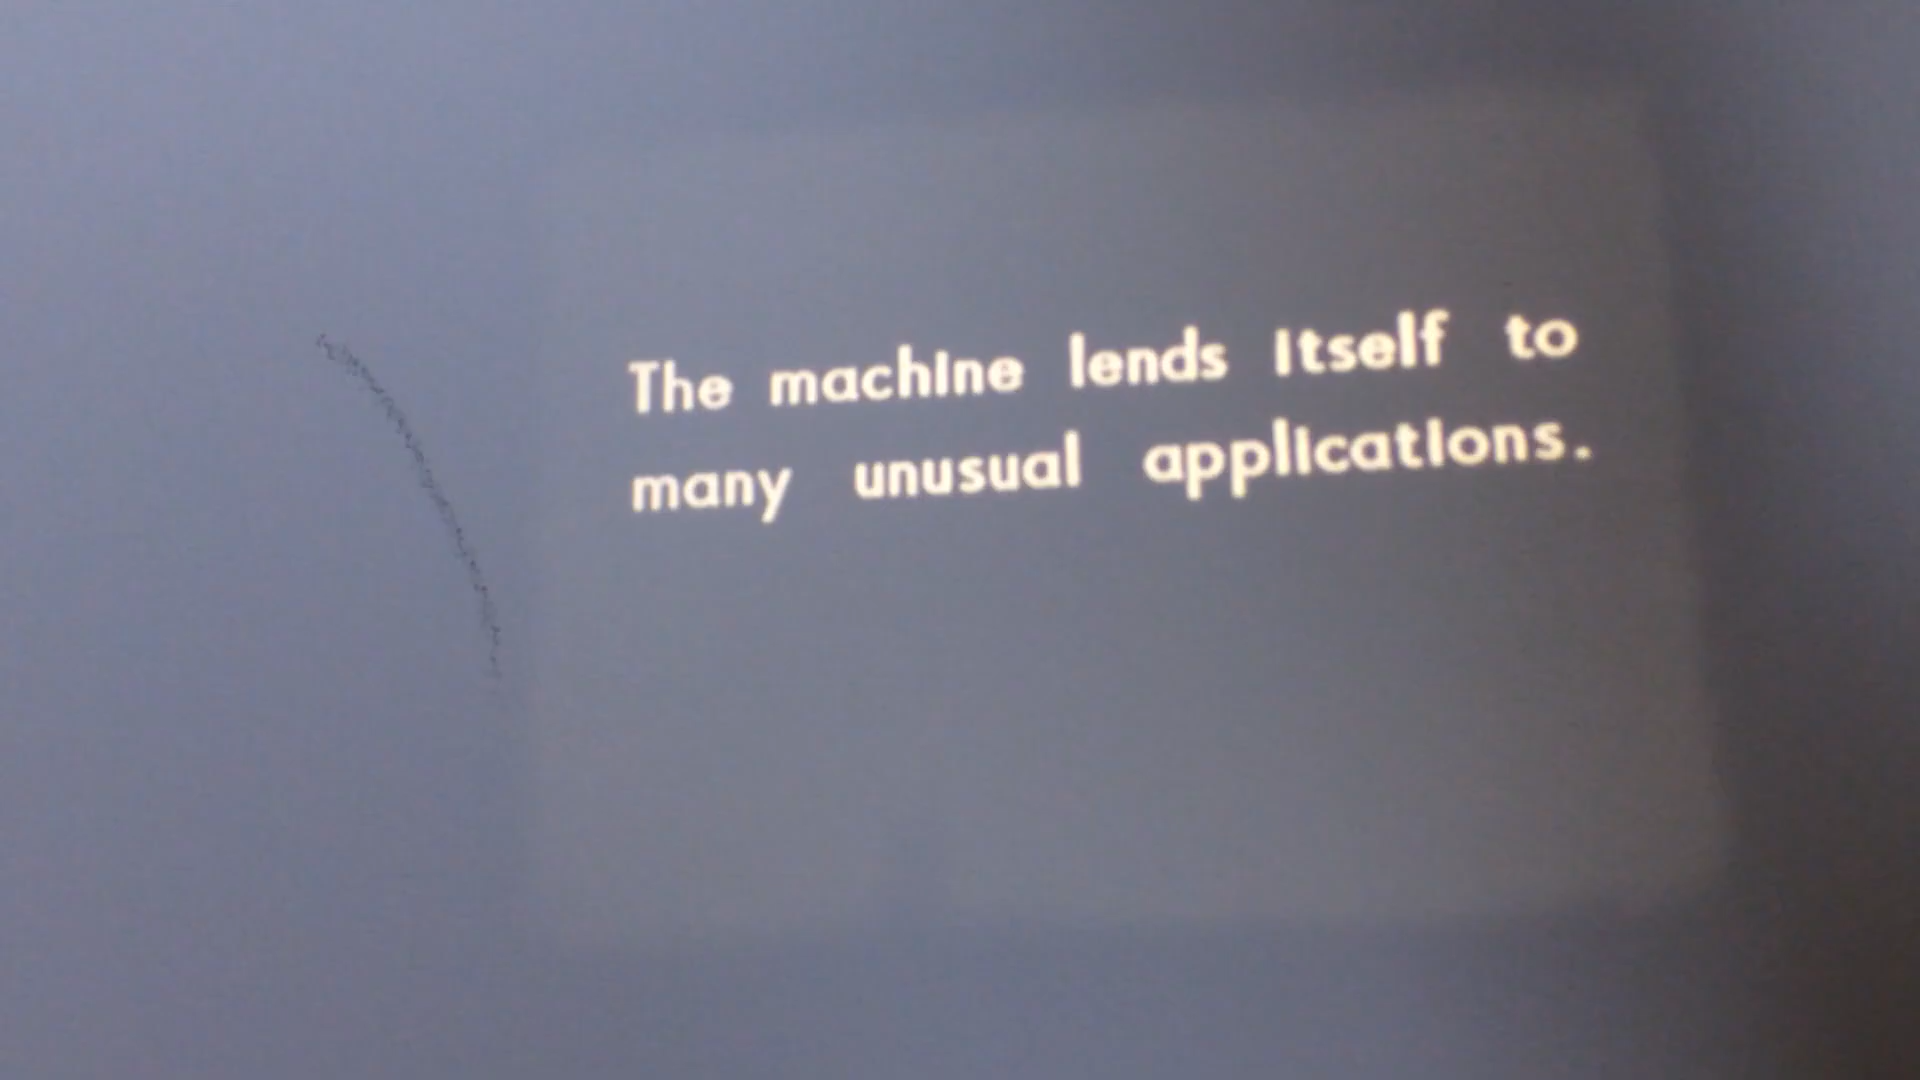 The machine lends itself to
many unusual applications.